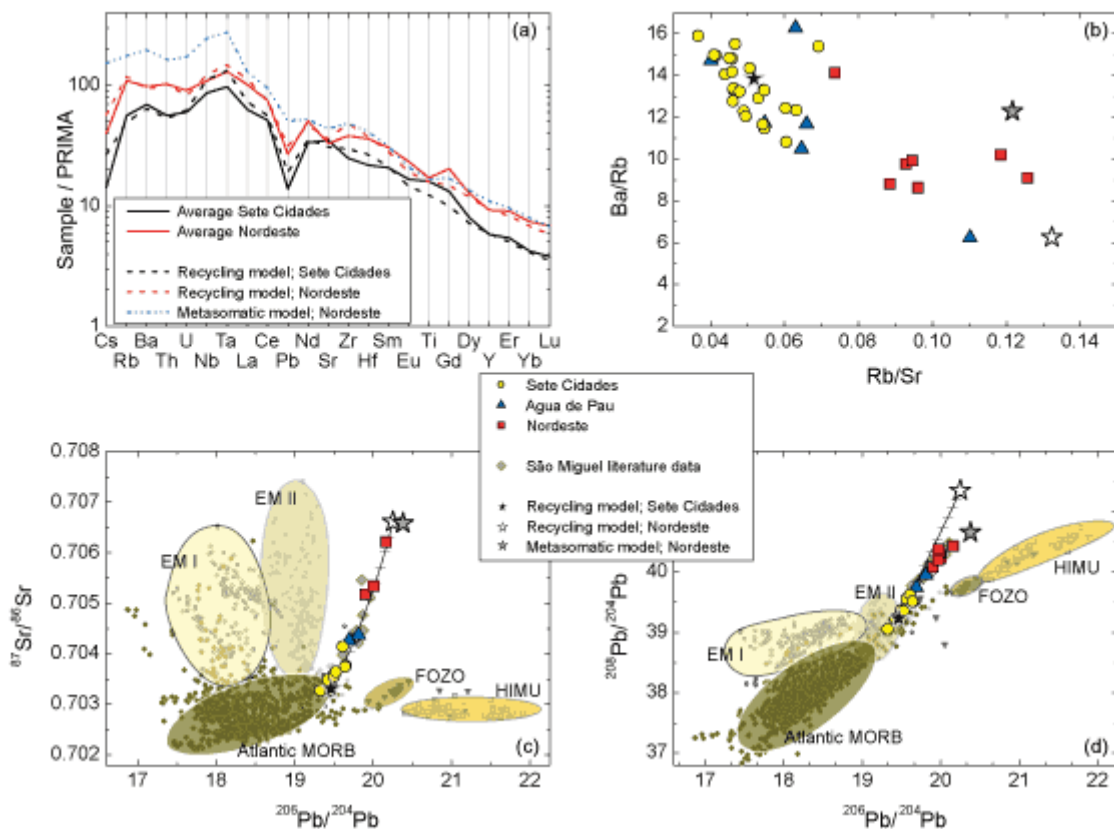 (a)
Sample / PRIMA
100
10
1
Average Sete Cidades
Average Nordeste
Recycling model; Sete Cidades
Recycling model; Nordeste
Metasomatic model; Nordeste
Cs Ba U Ta Ce Nd Zr Sm Ti Dy Er Lu
Rb Th Nb La Pb Sr Hf Eu Gd Y Yb
(b)
Ba/Rb
16
14
12
10
8
6
4
2
0.04 0.06 0.08 0.10 0.12 0.14
Rb/Sr
Sete Cidades
Agua de Pau
Nordeste
São Miguel literature data
Recycling model; Sete Cidades
Recycling model; Nordeste
Metasomatic model; Nordeste
0.708
0.707
0.706
0.705
0.704
0.703
0.702
⁸⁷Sr/⁸⁶Sr
EM I
EM II
FOZO
HIMU
Atlantic MORB
(c)
17 18 19 20 21 22
²⁰⁶Pb/²⁰⁴Pb
²⁰⁸Pb/²⁰⁴Pb
40
39
38
37
HIMU
FOZO
EM II
EM I
Atlantic MORB
(d)
17 18 19 20 21 22
²⁰⁶Pb/²⁰⁴Pb